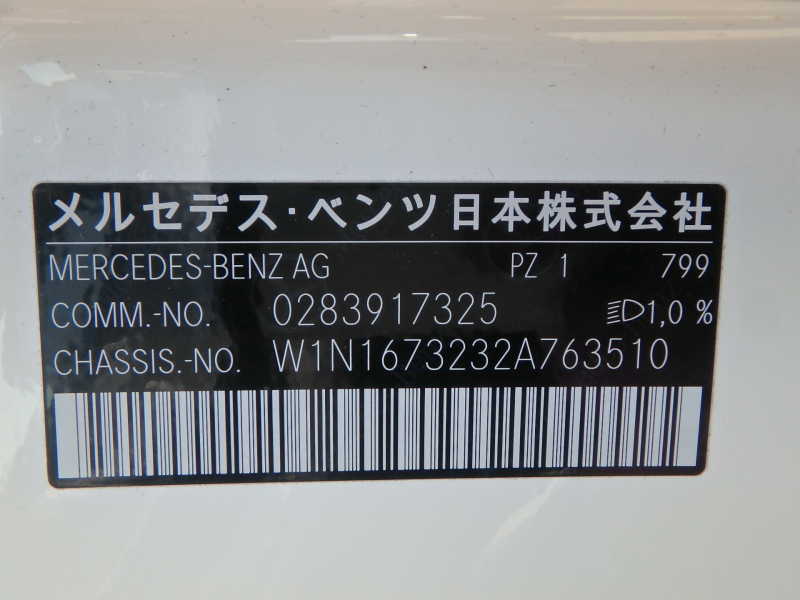 メルセデス・ベンツ日本株式会社
MERCEDES-BENZ AG PZ 1 799
COMM.-NO. 0283917325 1,0 %
CHASSIS.-NO. W1N1673232A763510